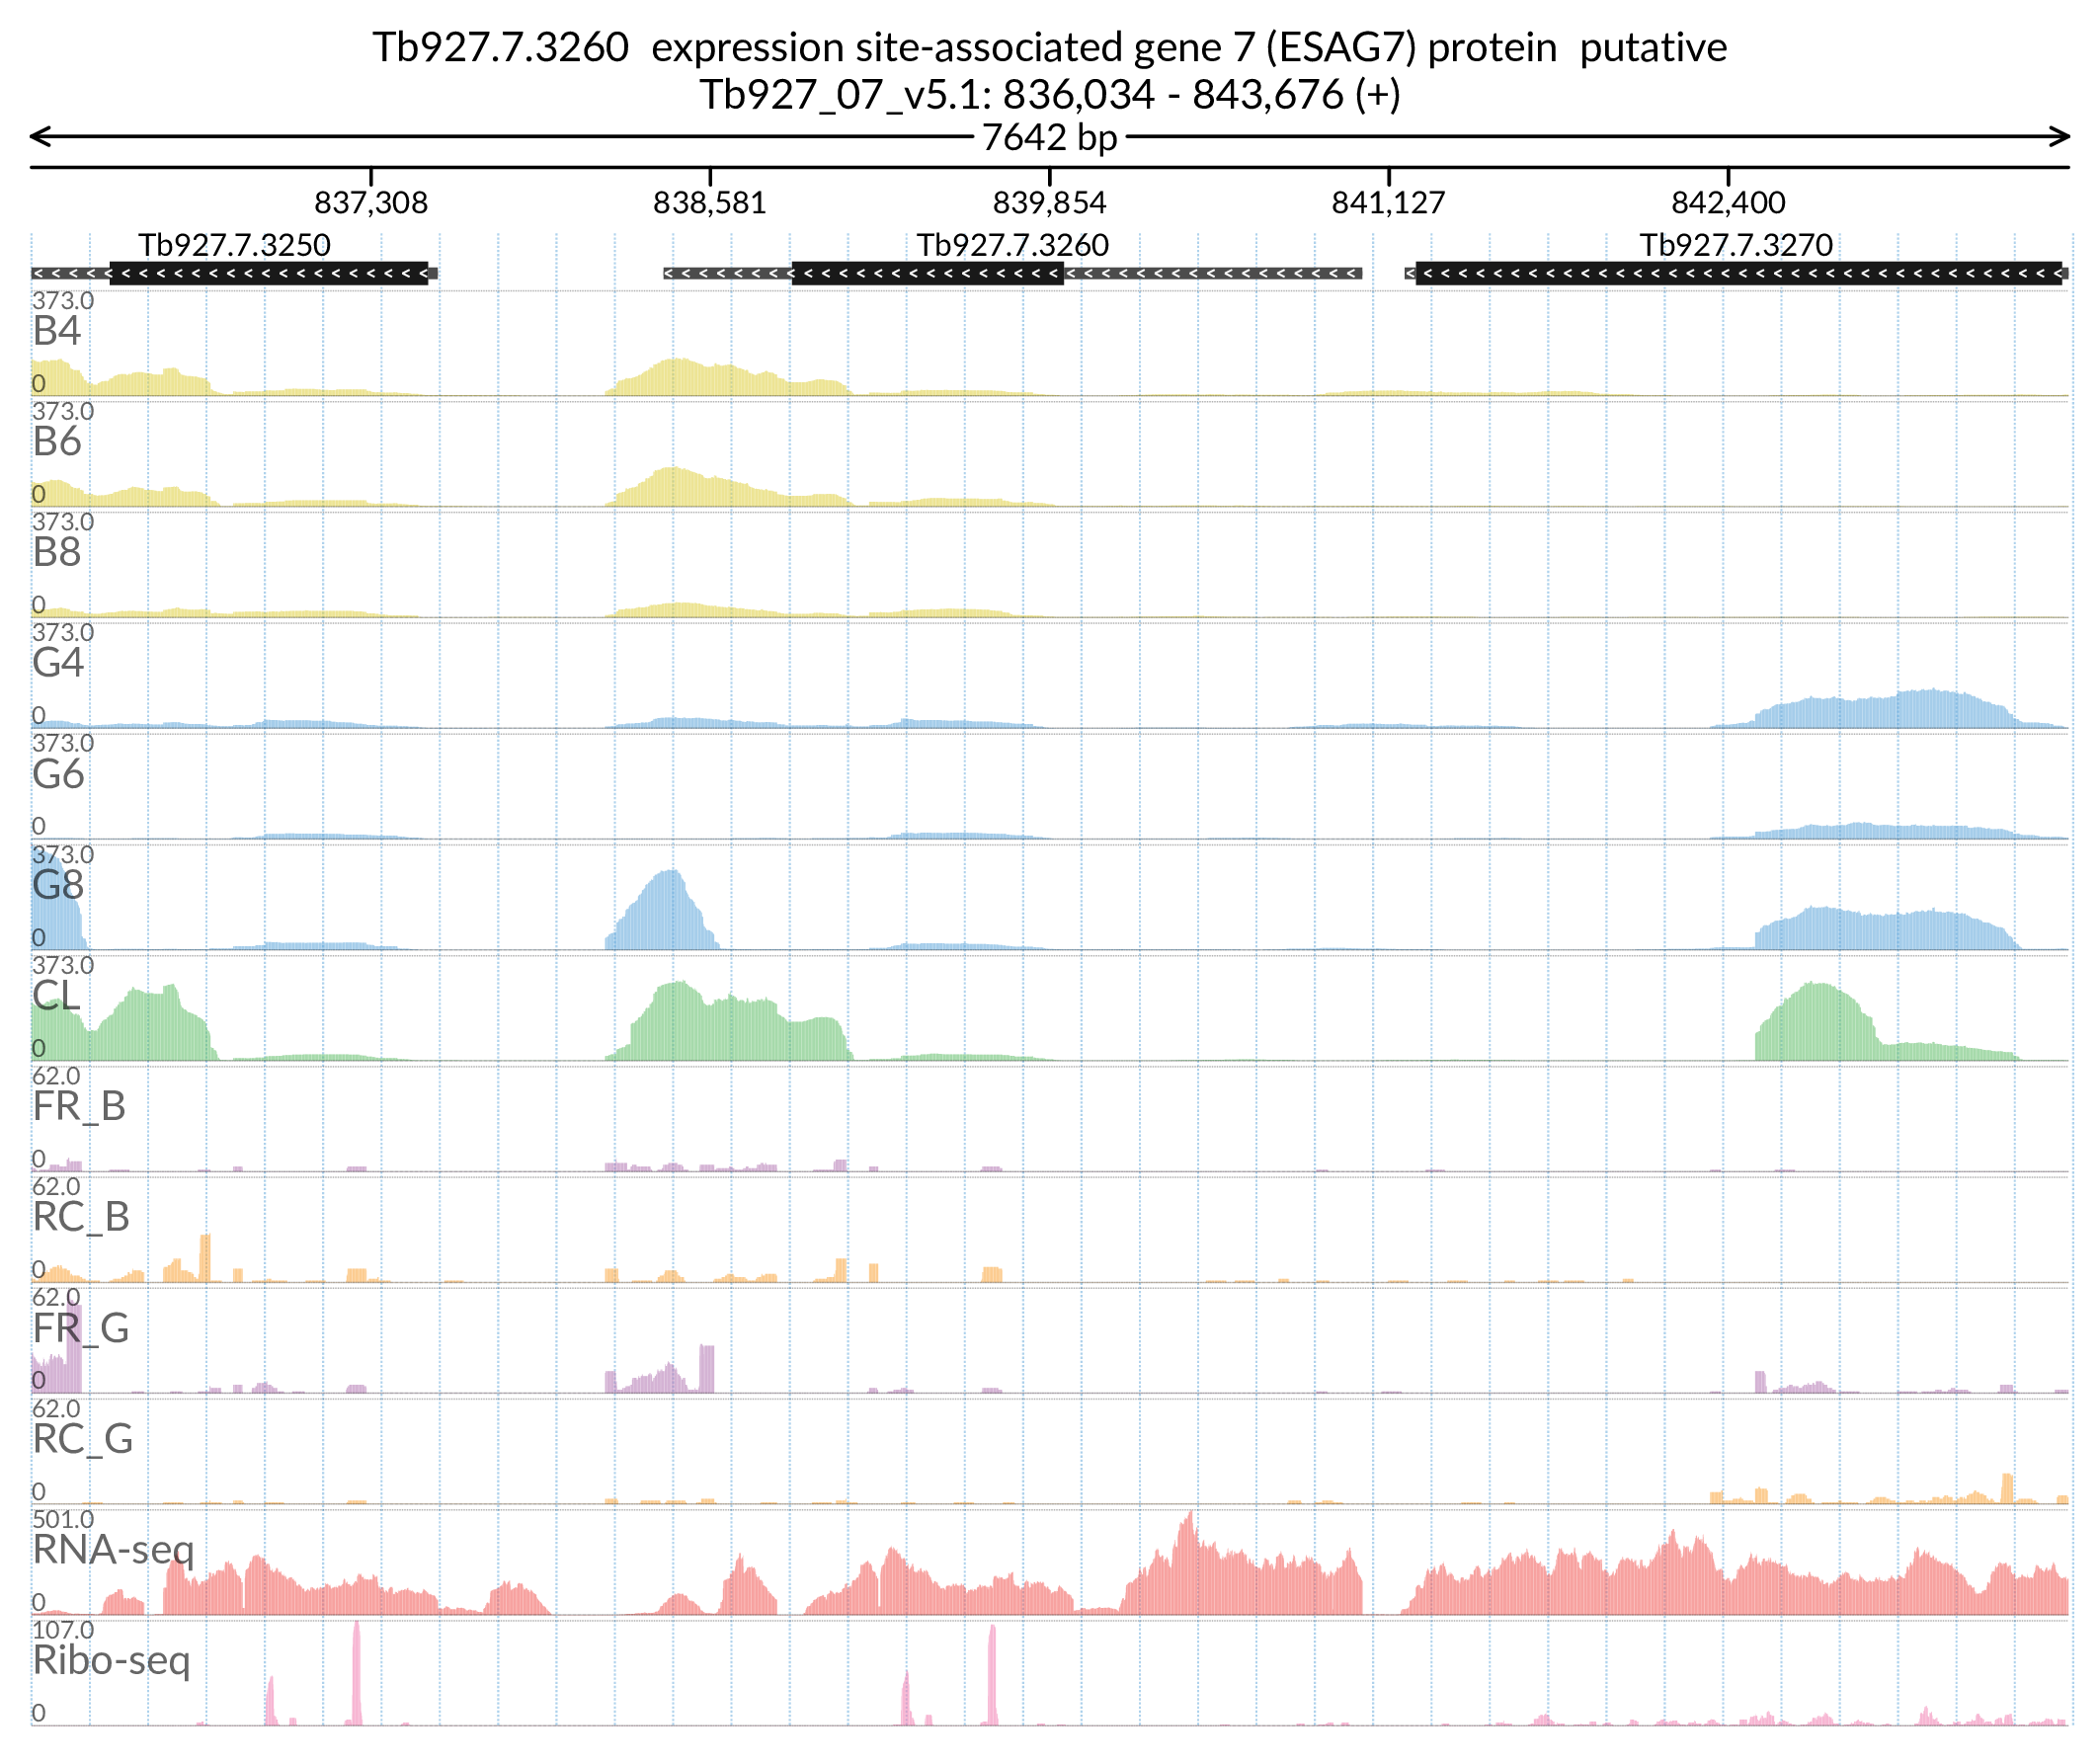 Tb927.7.3260  expression site-associated gene 7 (ESAG7) protein  putative
Tb927_07_v5.1: 836,034 - 843,676 (+)
7642 bp
837,308 838,581 839,854 841,127 842,400
Tb927.7.3250 Tb927.7.3260 Tb927.7.3270
373.0
B4
0
373.0
B6
0
373.0
B8
0
373.0
G4
0
373.0
G6
0
373.0
G8
0
373.0
CL
0
62.0
FR_B
0
62.0
RC_B
0
62.0
FR_G
0
62.0
RC_G
0
501.0
RNA-seq
0
107.0
Ribo-seq
0